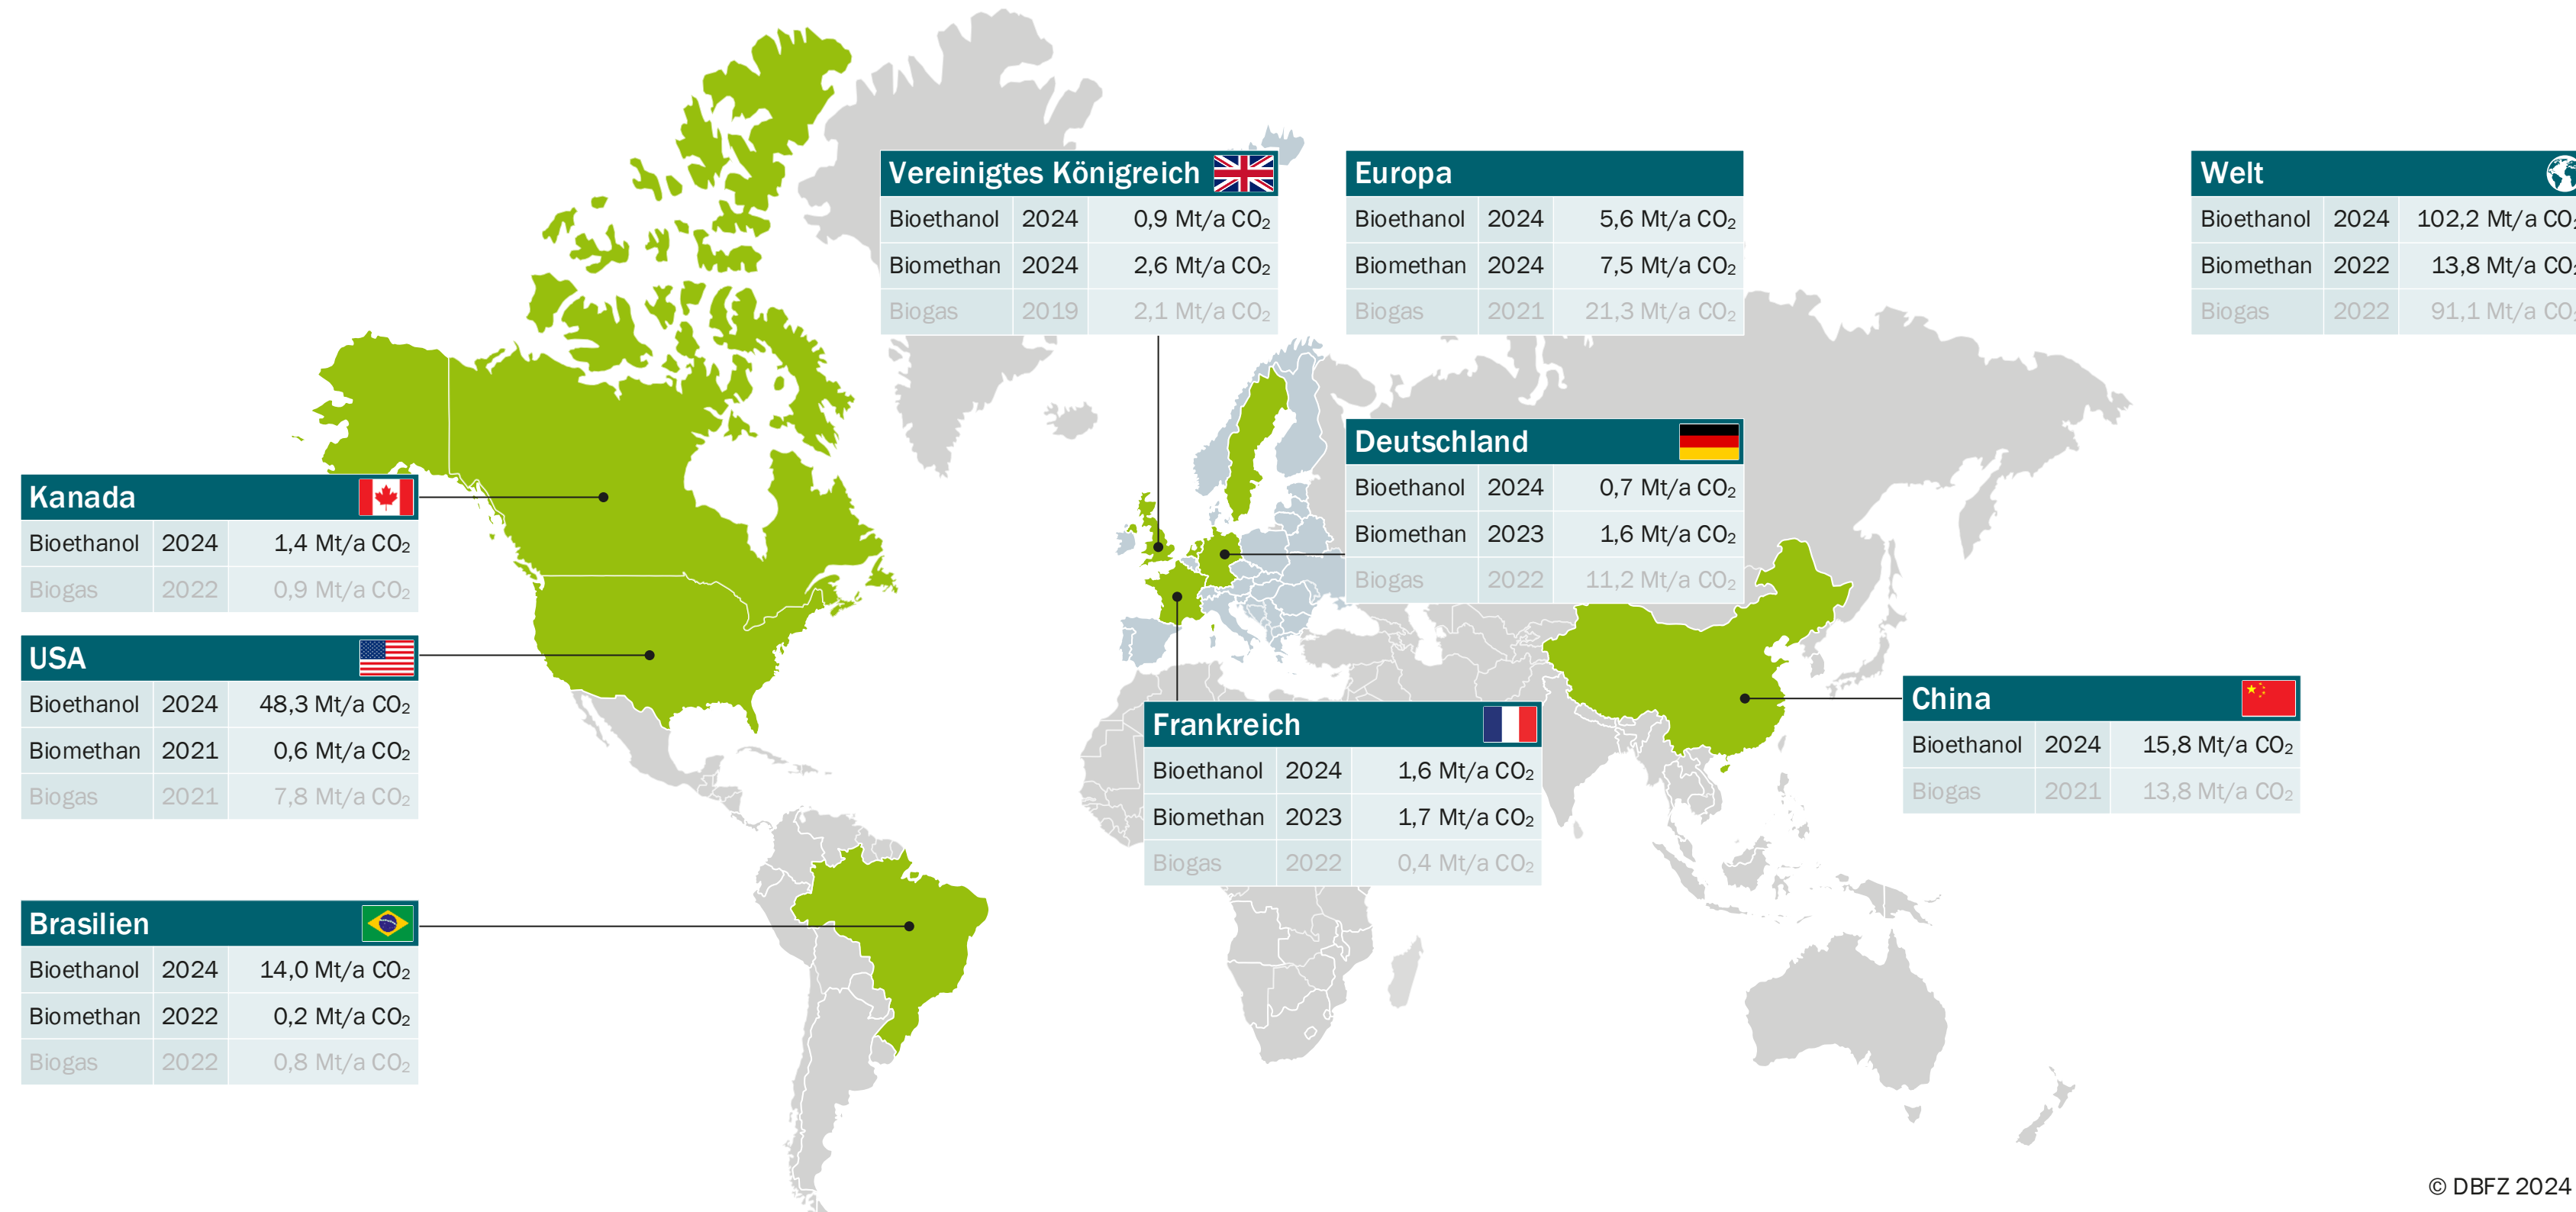 Vereinigtes Königreich
Bioethanol 2024 0,9 Mt/a CO₂
Biomethan 2024 2,6 Mt/a CO₂
Biogas 2019 2,1 Mt/a CO₂
Europa
Bioethanol 2024 5,6 Mt/a CO₂
Biomethan 2024 7,5 Mt/a CO₂
Biogas 2021 21,3 Mt/a CO₂
Welt
Bioethanol 2024 102,2 Mt/a CO₂
Biomethan 2022 13,8 Mt/a CO₂
Biogas 2022 91,1 Mt/a CO₂
Deutschland
Bioethanol 2024 0,7 Mt/a CO₂
Biomethan 2023 1,6 Mt/a CO₂
Biogas 2022 11,2 Mt/a CO₂
Kanada
Bioethanol 2024 1,4 Mt/a CO₂
Biogas 2022 0,9 Mt/a CO₂
USA
Bioethanol 2024 48,3 Mt/a CO₂
Biomethan 2021 0,6 Mt/a CO₂
Biogas 2021 7,8 Mt/a CO₂
Frankreich
Bioethanol 2024 1,6 Mt/a CO₂
Biomethan 2023 1,7 Mt/a CO₂
Biogas 2022 0,4 Mt/a CO₂
China
Bioethanol 2024 15,8 Mt/a CO₂
Biogas 2021 13,8 Mt/a CO₂
Brasilien
Bioethanol 2024 14,0 Mt/a CO₂
Biomethan 2022 0,2 Mt/a CO₂
Biogas 2022 0,8 Mt/a CO₂
© DBFZ 2024